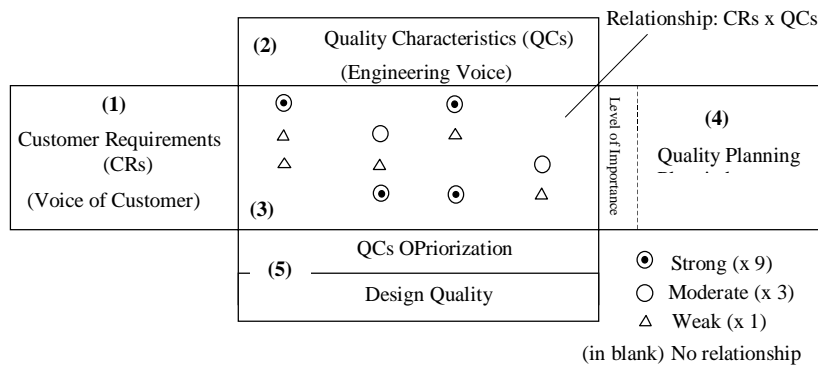 Relationship: CRs x QCs
(2)
Quality Characteristics (QCs)
(Engineering Voice)
(1)
Customer Requirements
(CRs)
(Voice of Customer)
(3)
Level of Importance
(4)
Quality Planning
QCs OPriorization
(5)
Design Quality
Strong (x 9)
Moderate (x 3)
Weak (x 1)
(in blank) No relationship